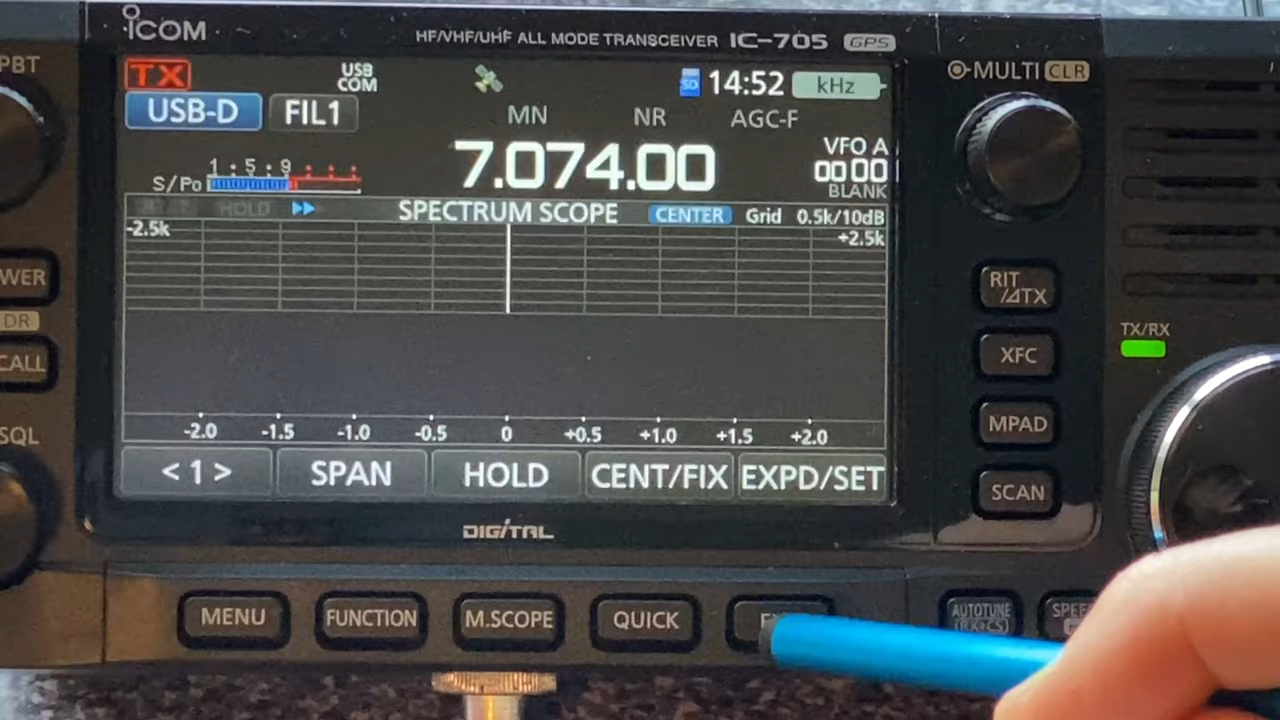 ICOM
HF/VHF/UHF ALL MODE TRANSCEIVER IC-705 GPS
PBT
MULTI CLR
TX
USB COM
SD
14:52
kHz
USB-D
FIL1
MN
NR
AGC-F
7.074.00
VFO A
00 00
BLANK
1 5 9
S/Po
HOLD
SPECTRUM SCOPE CENTER Grid 0.5k/10dB
-2.5k
+2.5k
-2.0 -1.5 -1.0 -0.5 0 +0.5 +1.0 +1.5 +2.0
< 1 > SPAN HOLD CENT/FIX EXPD/SET
RIT
/⊿TX
XFC
MPAD
SCAN
TX/RX
WER
DR
CALL
SQL
DIGITAL
MENU FUNCTION M.SCOPE QUICK
AUTOTUNE